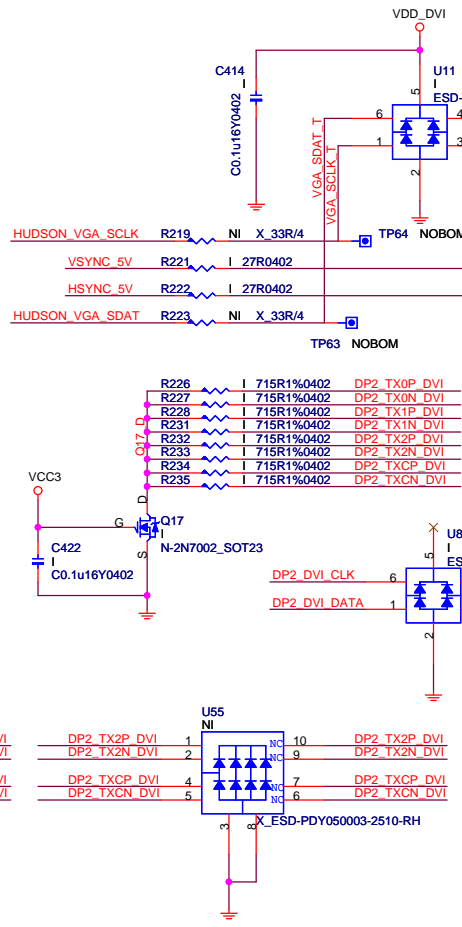 VDD_DVI
C414
I
C0.1u16Y0402
U11
I
ESD-
5
6
4
1
3
2
VGA_SDAT_T
VGA_SCLK_T
HUDSON_VGA_SCLK R219 NI X_33R/4
TP64 NOBOM
VSYNC_5V R221 I 27R0402
HSYNC_5V R222 I 27R0402
HUDSON_VGA_SDAT R223 NI X_33R/4
TP63 NOBOM
R226 I 715R1%0402 DP2_TX0P_DVI
R227 I 715R1%0402 DP2_TX0N_DVI
R228 I 715R1%0402 DP2_TX1P_DVI
R231 I 715R1%0402 DP2_TX1N_DVI
R232 I 715R1%0402 DP2_TX2P_DVI
R233 I 715R1%0402 DP2_TX2N_DVI
R234 I 715R1%0402 DP2_TXCP_DVI
R235 I 715R1%0402 DP2_TXCN_DVI
Q17_D
VCC3
D
G
S
Q17
I
N-2N7002_SOT23
C422
I
C0.1u16Y0402
U8
I
ES
5
DP2_DVI_CLK 6
DP2_DVI_DATA 1
2
U55
NI
VI DP2_TX2P_DVI 1 NC 10 DP2_TX2P_DVI
VI DP2_TX2N_DVI 2 NC 9 DP2_TX2N_DVI
VI DP2_TXCP_DVI 4 NC 7 DP2_TXCP_DVI
VI DP2_TXCN_DVI 5 NC 6 DP2_TXCN_DVI
3
8
X_ESD-PDY050003-2510-RH